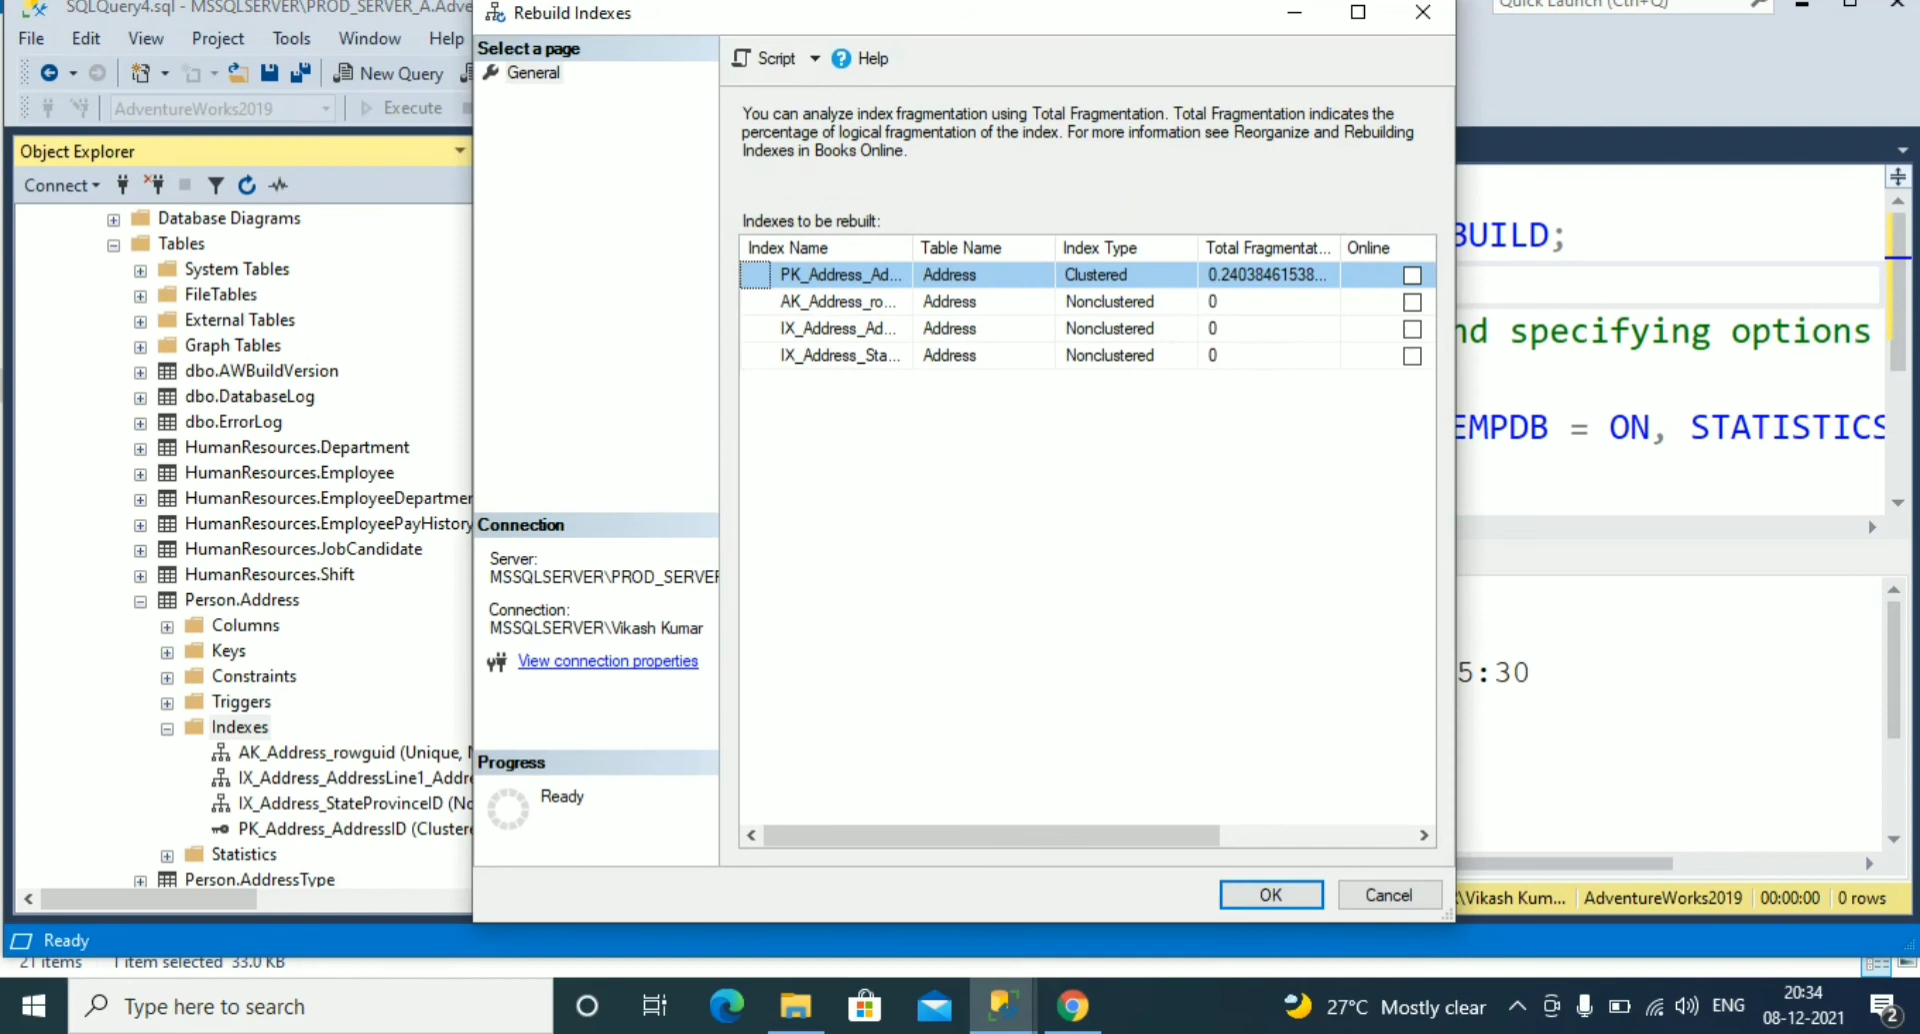 SQLQuery4.sql - MSSQLSERVER\PROD_SERVER_A.Adve
Quick Launch (Ctrl+Q)
File Edit View Project Tools Window Help
New Query
AdventureWorks2019
Execute
Object Explorer
Connect
Database Diagrams
Tables
System Tables
FileTables
External Tables
Graph Tables
dbo.AWBuildVersion
dbo.DatabaseLog
dbo.ErrorLog
HumanResources.Department
HumanResources.Employee
HumanResources.EmployeeDepartmen
HumanResources.EmployeePayHistory
HumanResources.JobCandidate
HumanResources.Shift
Person.Address
Columns
Keys
Constraints
Triggers
Indexes
AK_Address_rowguid (Unique, N
IX_Address_AddressLine1_Addre
IX_Address_StateProvinceID (No
PK_Address_AddressID (Clustere
Statistics
Person.AddressType
Rebuild Indexes
Select a page
General
Connection
Server:
MSSQLSERVER\PROD_SERVER
Connection:
MSSQLSERVER\Vikash Kumar
View connection properties
Progress
Ready
Script Help
You can analyze index fragmentation using Total Fragmentation. Total Fragmentation indicates the
percentage of logical fragmentation of the index. For more information see Reorganize and Rebuilding
Indexes in Books Online.
Indexes to be rebuilt:
Index Name Table Name Index Type Total Fragmentat... Online
PK_Address_Ad... Address Clustered 0.24038461538...
AK_Address_ro... Address Nonclustered 0
IX_Address_Ad... Address Nonclustered 0
IX_Address_Sta... Address Nonclustered 0
OK Cancel
BUILD;
nd specifying options
EMPDB = ON, STATISTICS
5:30
\Vikash Kum... AdventureWorks2019 00:00:00 0 rows
Ready
21 items 1 item selected 33.0 KB
Type here to search
27°C Mostly clear
ENG
20:34
08-12-2021
2